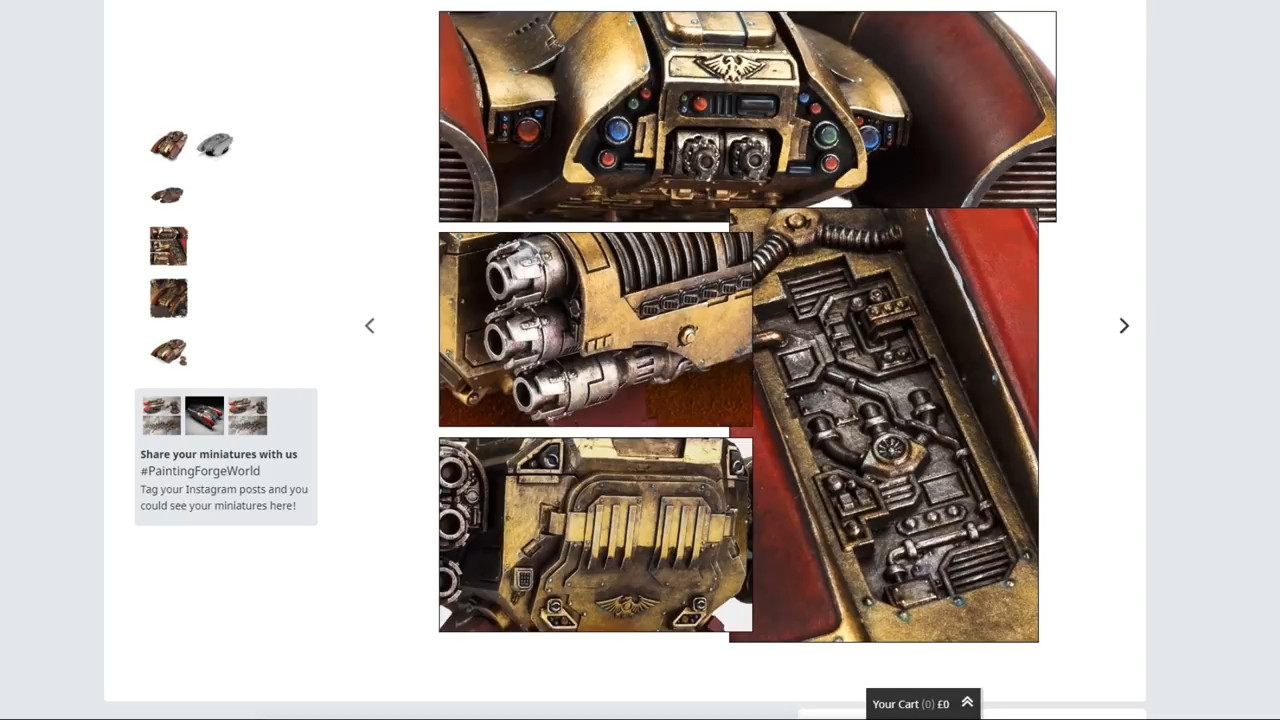 Share your miniatures with us
#PaintingForgeWorld
Tag your Instagram posts and you
could see your miniatures here!
Your Cart (0) £0